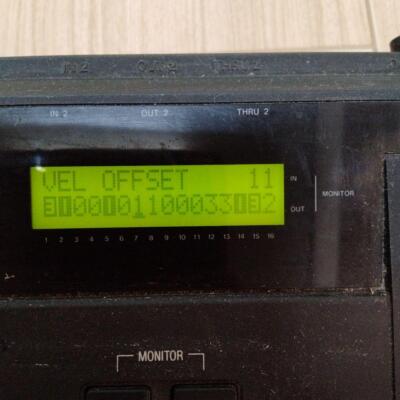 IN 2 OUT 2 THRU 2
IN 2 OUT 2 THRU 2
VEL OFFSET 11
3100101100033132
IN
OUT
MONITOR
1 2 3 4 5 6 7 8 9 10 11 12 13 14 15 16
MONITOR